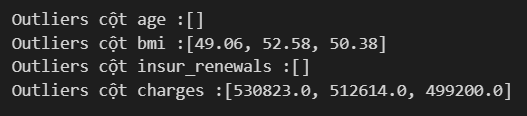 Outliers cột age :[]
Outliers cột bmi :[49.06, 52.58, 50.38]
Outliers cột insur_renewals :[]
Outliers cột charges :[530823.0, 512614.0, 499200.0]